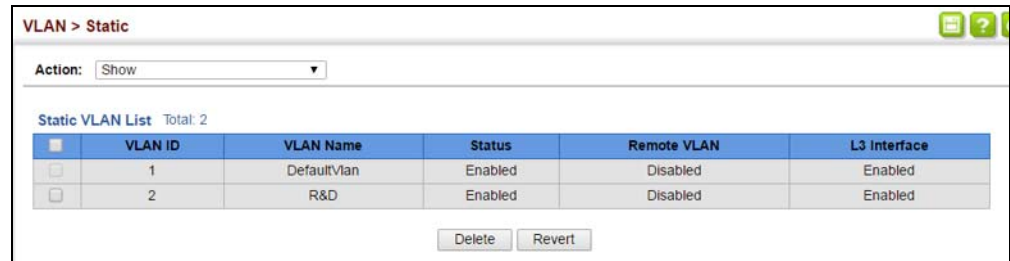 VLAN > Static
?
Action: Show
Static VLAN List Total: 2
VLAN ID VLAN Name Status Remote VLAN L3 Interface
1 DefaultVlan Enabled Disabled Enabled
2 R&D Enabled Disabled Enabled
Delete Revert